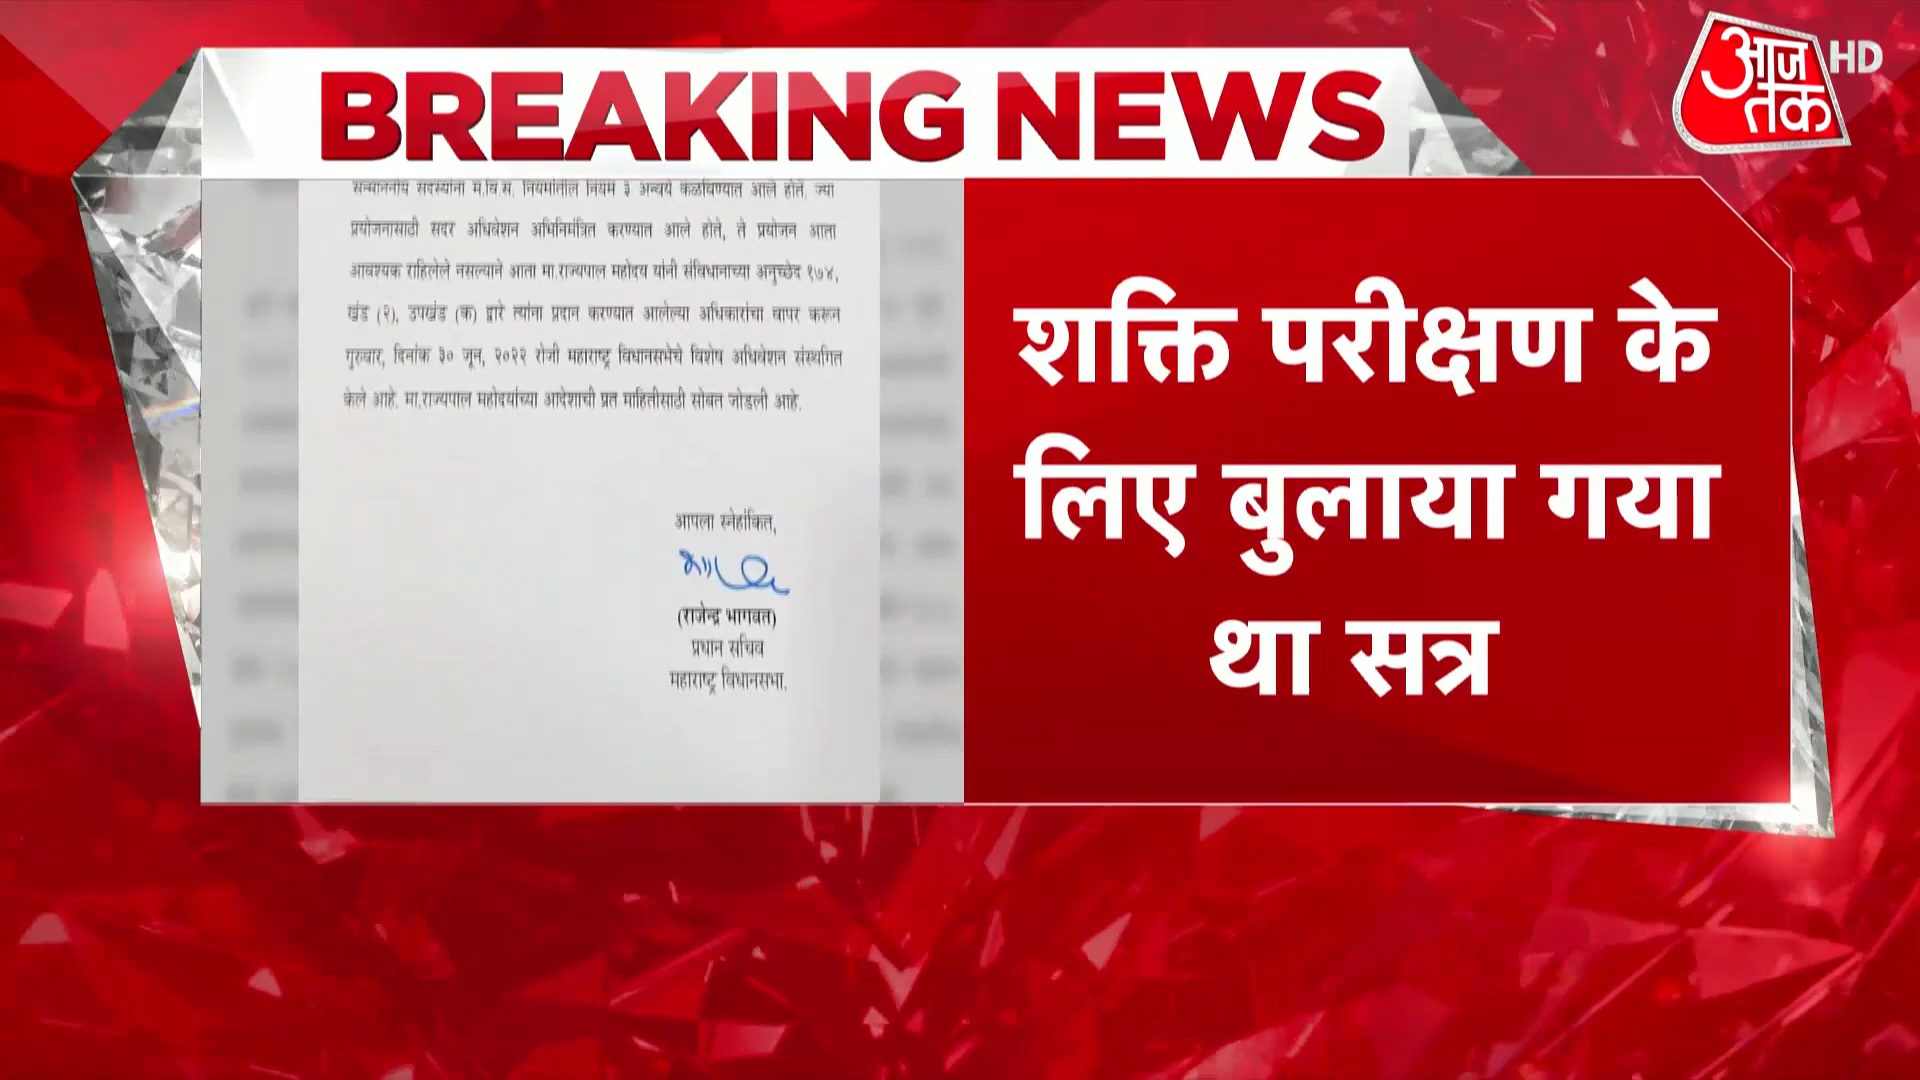 BREAKING NEWS
आज
तक
HD
सन्माननीय सदस्यांना म.वि.स. नियमांतील नियम ३ अन्वये कळविण्यात आले होते. ज्या
प्रयोजनासाठी सदर अधिवेशन अभिनिमंत्रित करण्यात आले होते, ते प्रयोजन आता
आवश्यक राहिलेले नसल्याने आता मा.राज्यपाल महोदय यांनी संविधानाच्या अनुच्छेद १७४,
खंड (२), उपखंड (क) द्वारे त्यांना प्रदान करण्यात आलेल्या अधिकारांचा वापर करून
गुरुवार, दिनांक ३० जून, २०२२ रोजी महाराष्ट्र विधानसभेचे विशेष अधिवेशन संस्थगित
केले आहे. मा.राज्यपाल महोदयांच्या आदेशाची प्रत माहितीसाठी सोबत जोडली आहे.
आपला स्नेहांकित,
(राजेन्द्र भागवत)
प्रधान सचिव
महाराष्ट्र विधानसभा.
शक्ति परीक्षण के
लिए बुलाया गया
था सत्र